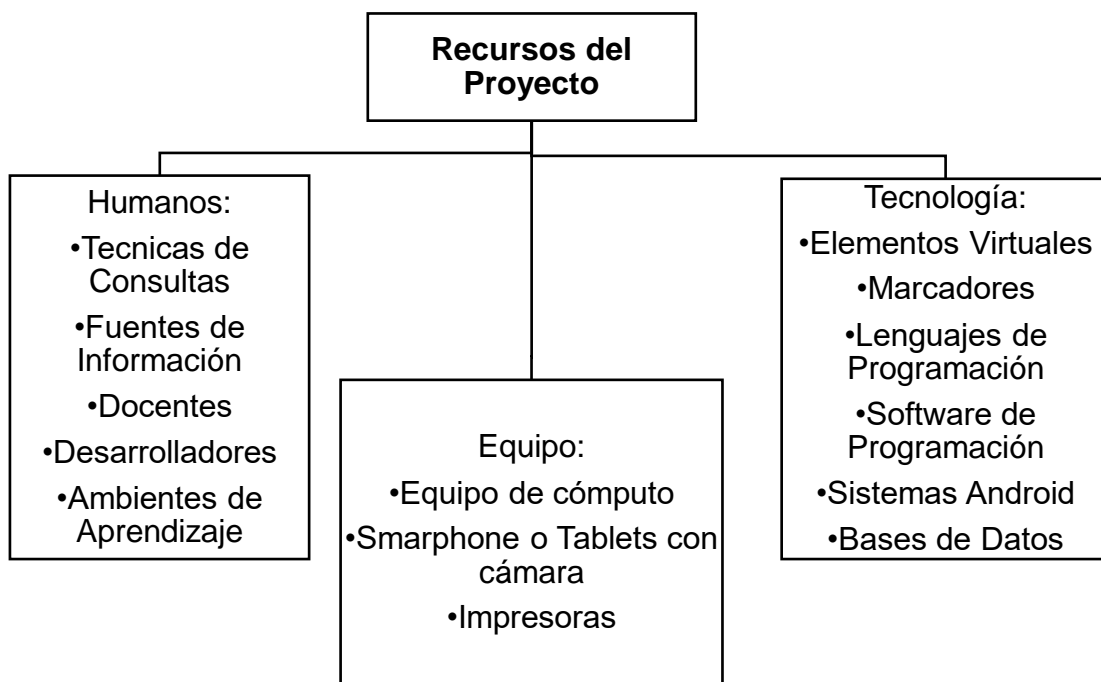 Recursos del
Proyecto
Humanos:
•Tecnicas de
Consultas
•Fuentes de
Información
•Docentes
•Desarrolladores
•Ambientes de
Aprendizaje
Equipo:
•Equipo de cómputo
•Smarphone o Tablets con
cámara
•Impresoras
Tecnología:
•Elementos Virtuales
•Marcadores
•Lenguajes de
Programación
•Software de
Programación
•Sistemas Android
•Bases de Datos